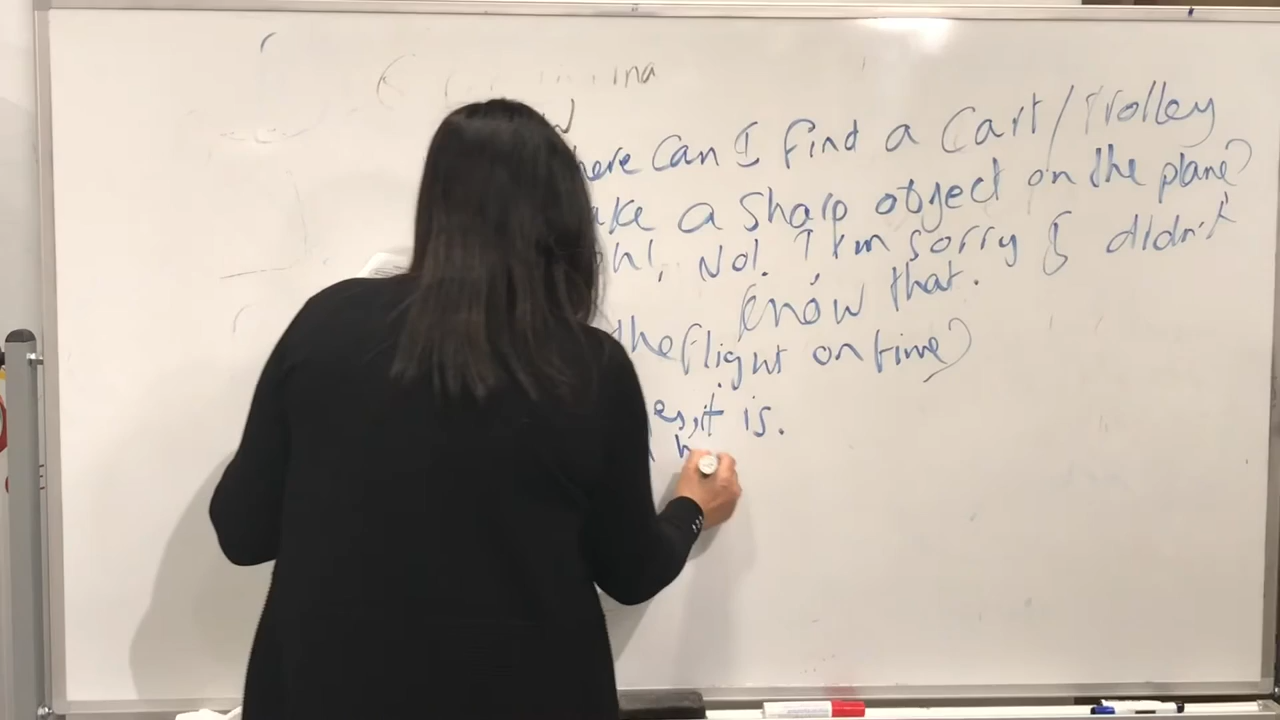 here can I find a Cart/Trolley
ake a sharp object on the plane?
oh!, No!. I'm sorry I didn't
know that.
the flight on time?
es, it is.